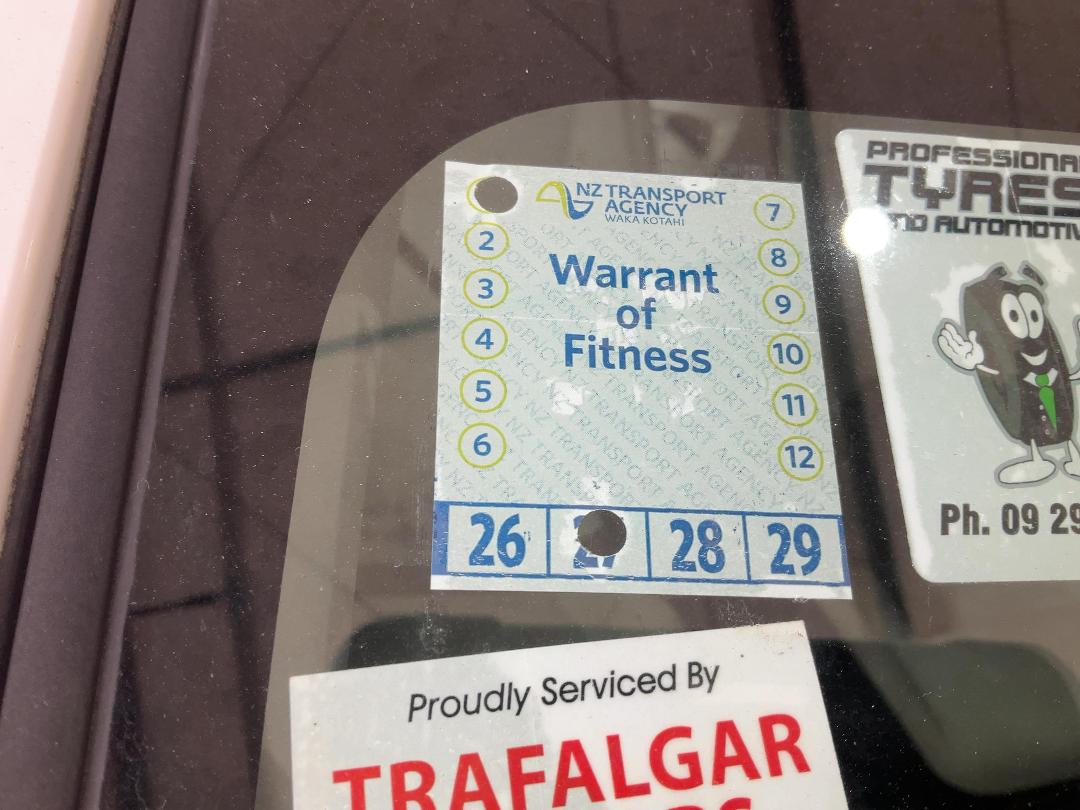 NZ TRANSPORT
AGENCY
WAKA KOTAHI
Warrant
of
Fitness
2
3
4
5
6
7
8
9
10
11
12
26 27 28 29
PROFESSIONAL
TYRES
AND AUTOMOTIVE
Ph. 09 29
Proudly Serviced By
TRAFALGAR